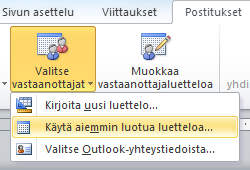 Sivun asettelu Viittaukset Postitukset
Valitse vastaanottajat
Muokkaa vastaanottajaluetteloa
Kirjoita uusi luettelo...
Käytä aiemmin luotua luetteloa...
Valitse Outlook-yhteystiedoista...